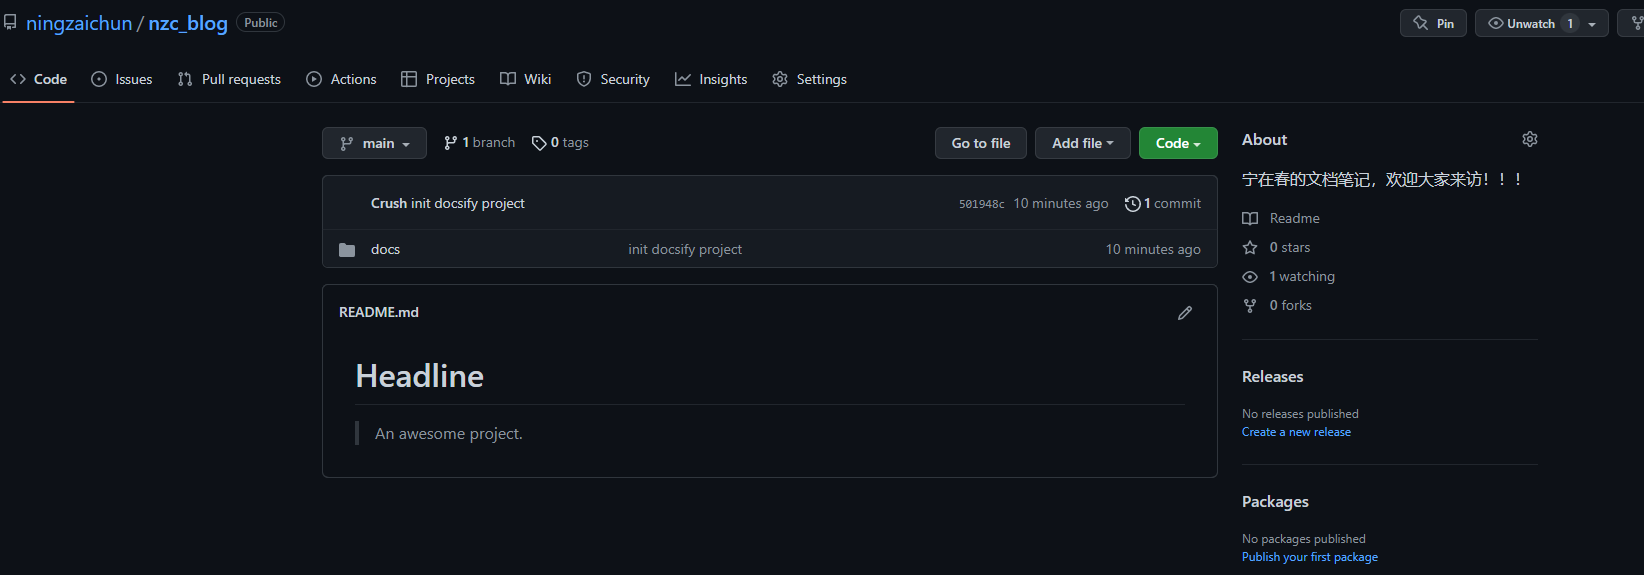 ningzaichun / nzc_blog Public Pin Unwatch 1
Code Issues Pull requests Actions Projects Wiki Security Insights Settings
main 1 branch 0 tags Go to file Add file Code
Crush init docsify project 501948c 10 minutes ago 1 commit
docs init docsify project 10 minutes ago
README.md
Headline
An awesome project.
About
宁在春的文档笔记，欢迎大家来访！！！
Readme
0 stars
1 watching
0 forks
Releases
No releases published
Create a new release
Packages
No packages published
Publish your first package